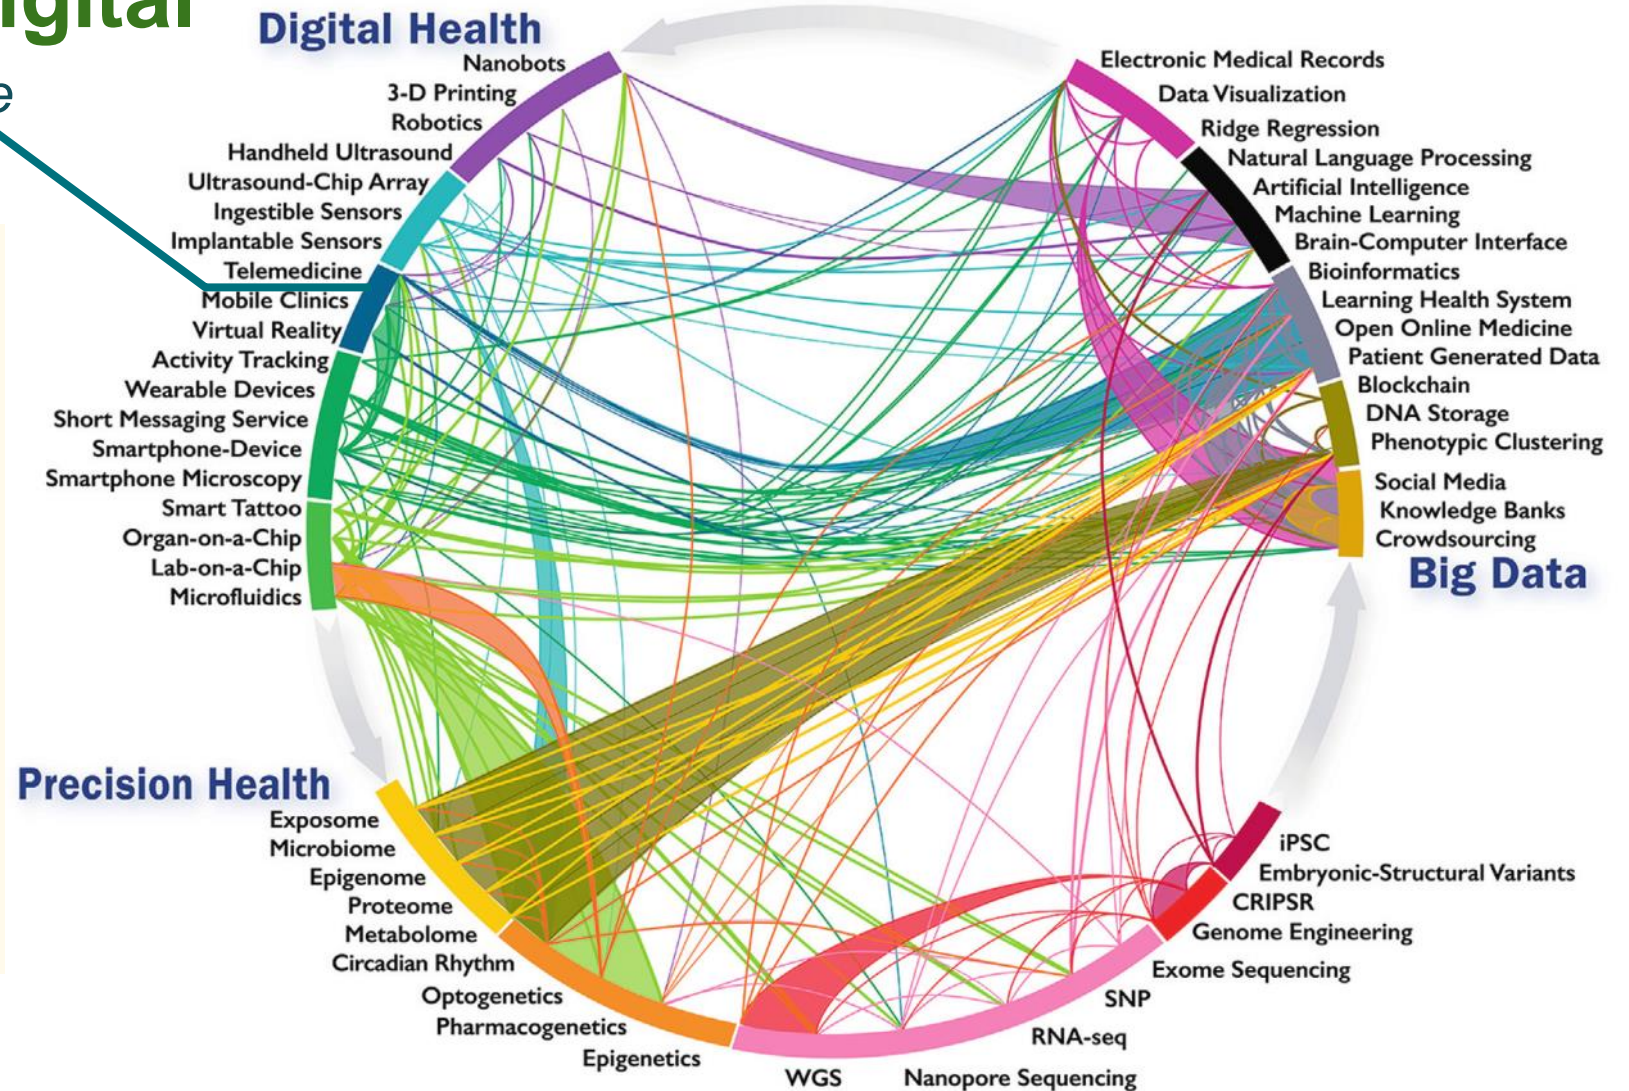 Digital Health
Nanobots
3-D Printing
Robotics
Handheld Ultrasound
Ultrasound-Chip Array
Ingestible Sensors
Implantable Sensors
Telemedicine
Mobile Clinics
Virtual Reality
Activity Tracking
Wearable Devices
Short Messaging Service
Smartphone-Device
Smartphone Microscopy
Smart Tattoo
Organ-on-a-Chip
Lab-on-a-Chip
Microfluidics
Electronic Medical Records
Data Visualization
Ridge Regression
Natural Language Processing
Artificial Intelligence
Machine Learning
Brain-Computer Interface
Bioinformatics
Learning Health System
Open Online Medicine
Patient Generated Data
Blockchain
DNA Storage
Phenotypic Clustering
Social Media
Knowledge Banks
Crowdsourcing
Big Data
Precision Health
Exposome
Microbiome
Epigenome
Proteome
Metabolome
Circadian Rhythm
Optogenetics
Pharmacogenetics
Epigenetics
WGS
Nanopore Sequencing
RNA-seq
SNP
Exome Sequencing
Genome Engineering
CRIPSR
Embryonic-Structural Variants
iPSC